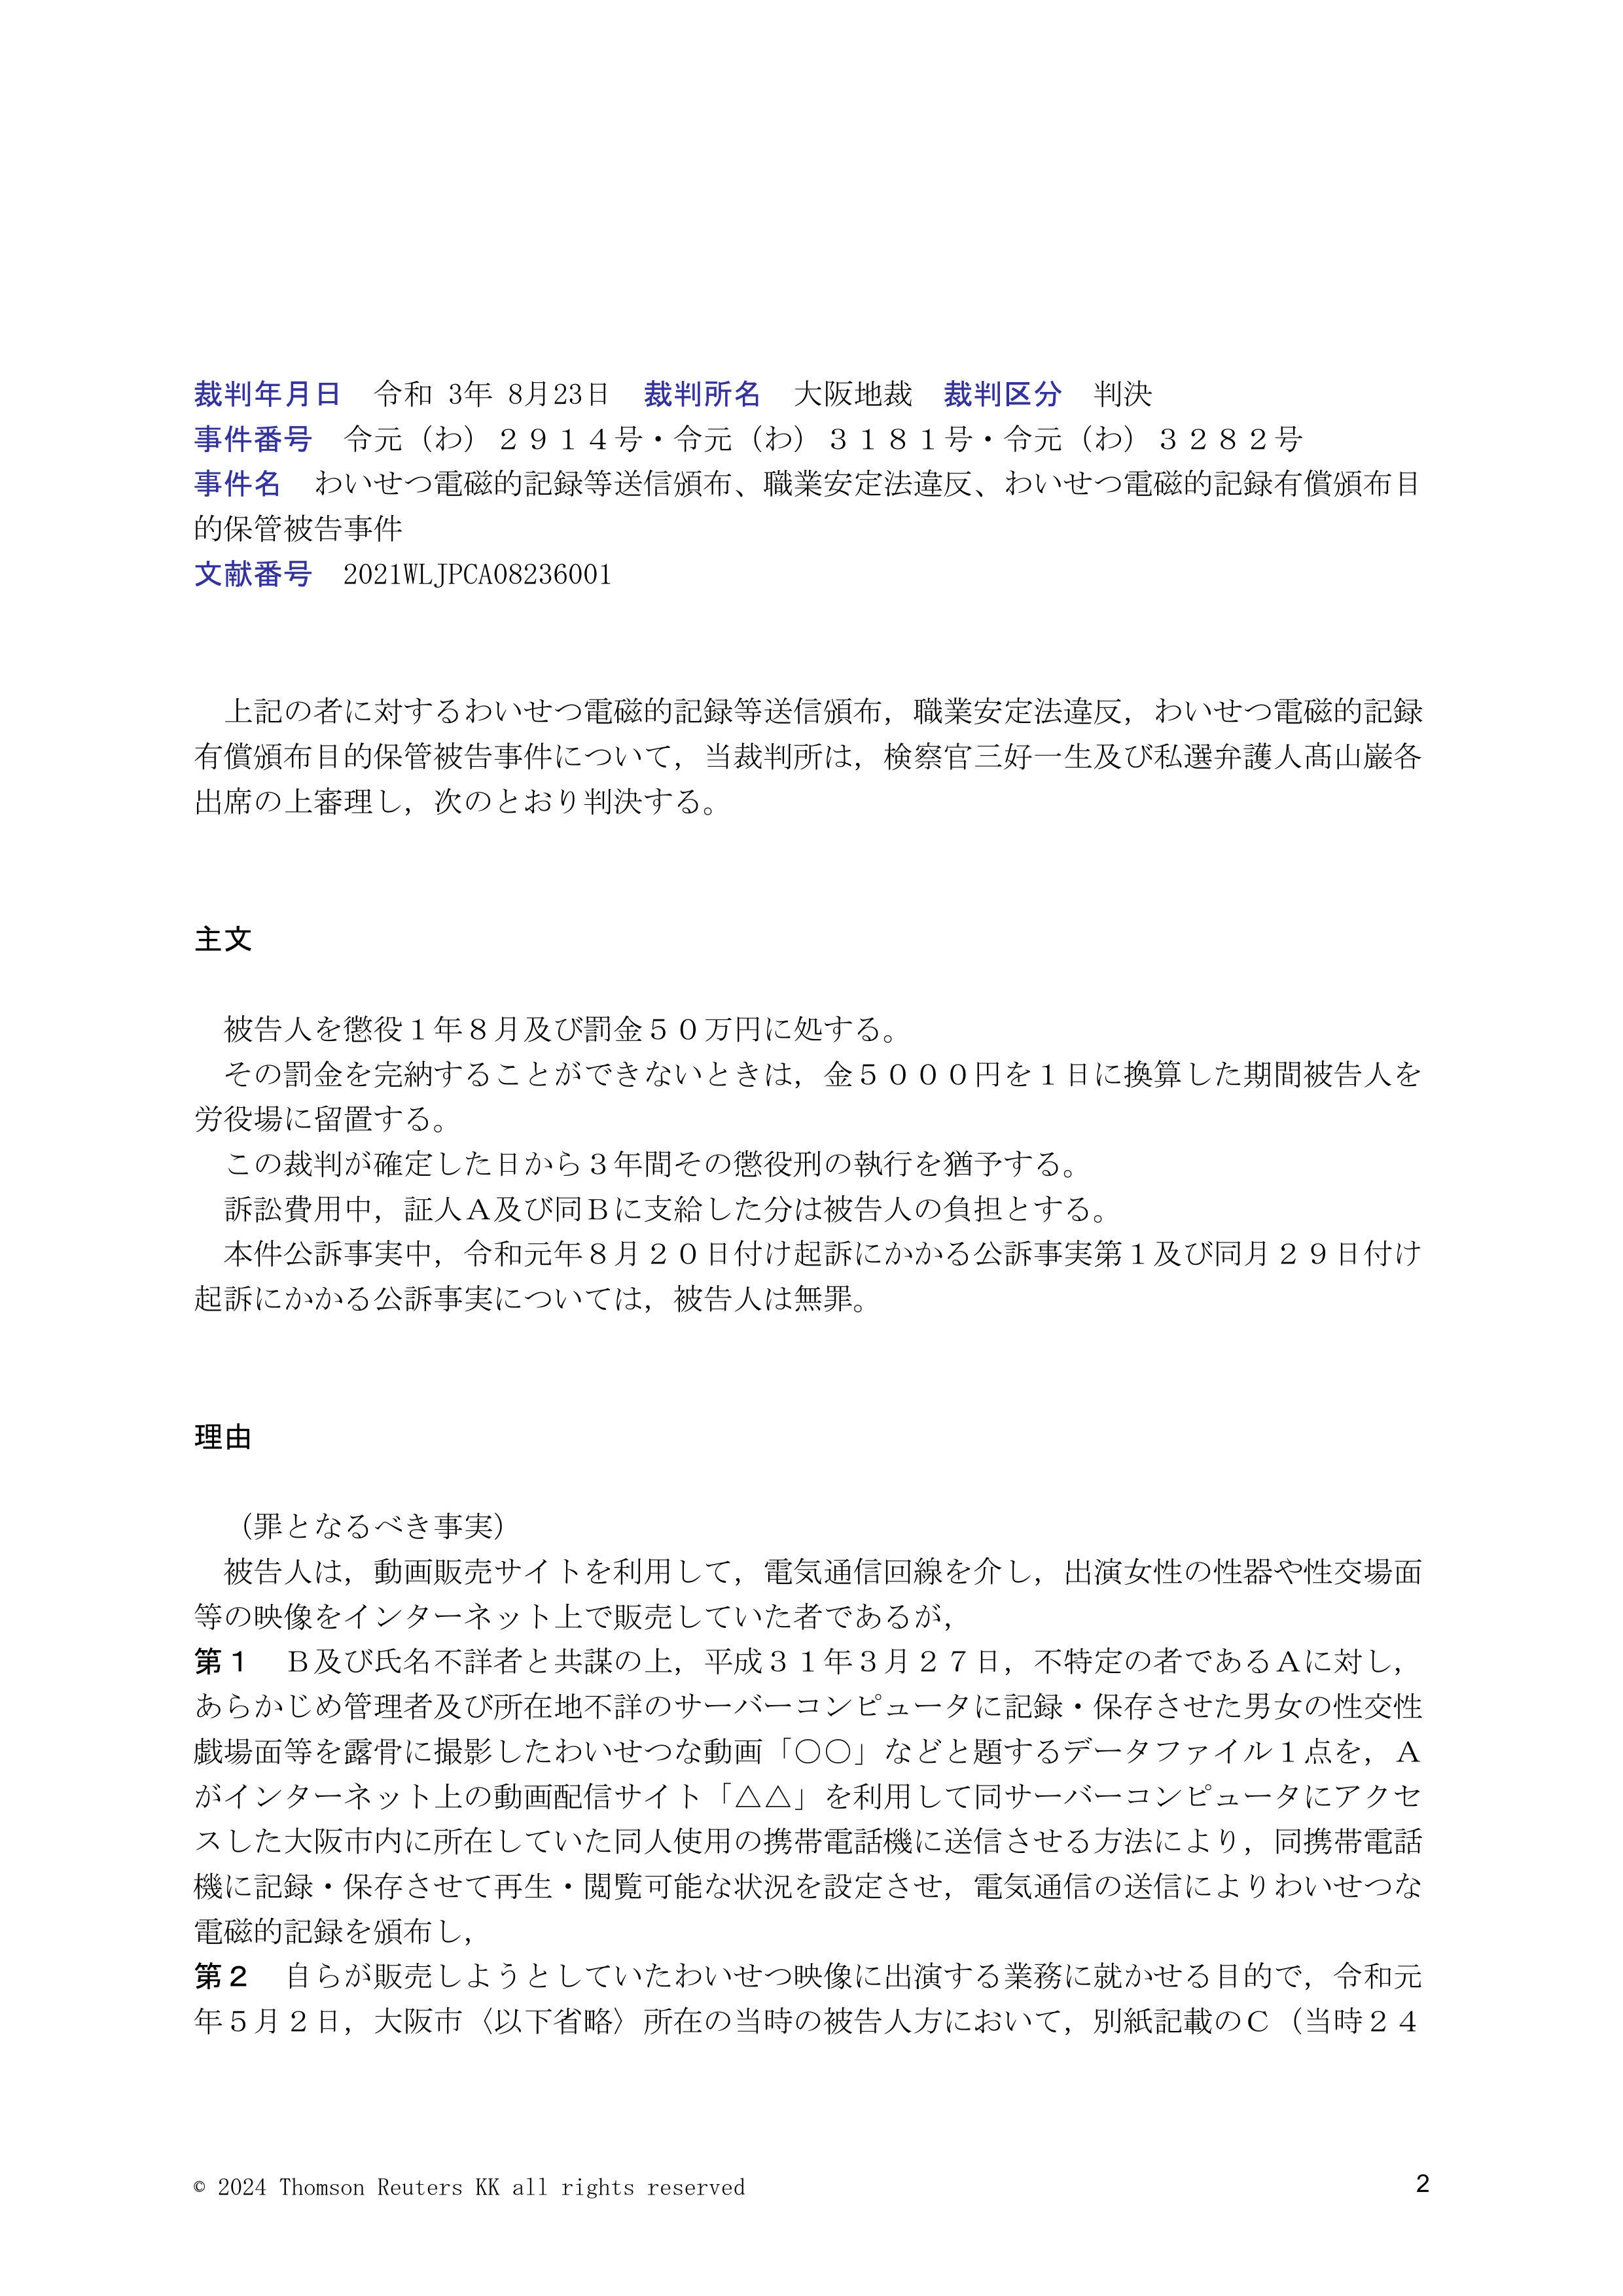 裁判年月日　令和 3年 8月23日　裁判所名　大阪地裁　裁判区分　判決
事件番号　令元（わ）２９１４号・令元（わ）３１８１号・令元（わ）３２８２号
事件名　わいせつ電磁的記録等送信頒布、職業安定法違反、わいせつ電磁的記録有償頒布目
的保管被告事件
文献番号　2021WLJPCA08236001
　上記の者に対するわいせつ電磁的記録等送信頒布，職業安定法違反，わいせつ電磁的記録
有償頒布目的保管被告事件について，当裁判所は，検察官三好一生及び私選弁護人髙山巌各
出席の上審理し，次のとおり判決する。
主文
　被告人を懲役１年８月及び罰金５０万円に処する。
　その罰金を完納することができないときは，金５０００円を１日に換算した期間被告人を
労役場に留置する。
　この裁判が確定した日から３年間その懲役刑の執行を猶予する。
　訴訟費用中，証人Ａ及び同Ｂに支給した分は被告人の負担とする。
　本件公訴事実中，令和元年８月２０日付け起訴にかかる公訴事実第１及び同月２９日付け
起訴にかかる公訴事実については，被告人は無罪。
理由
　（罪となるべき事実）
　被告人は，動画販売サイトを利用して，電気通信回線を介し，出演女性の性器や性交場面
等の映像をインターネット上で販売していた者であるが，
第１　Ｂ及び氏名不詳者と共謀の上，平成３１年３月２７日，不特定の者であるＡに対し，
あらかじめ管理者及び所在地不詳のサーバーコンピュータに記録・保存させた男女の性交性
戯場面等を露骨に撮影したわいせつな動画「○○」などと題するデータファイル１点を，Ａ
がインターネット上の動画配信サイト「△△」を利用して同サーバーコンピュータにアクセ
スした大阪市内に所在していた同人使用の携帯電話機に送信させる方法により，同携帯電話
機に記録・保存させて再生・閲覧可能な状況を設定させ，電気通信の送信によりわいせつな
電磁的記録を頒布し，
第２　自らが販売しようとしていたわいせつ映像に出演する業務に就かせる目的で，令和元
年５月２日，大阪市〈以下省略〉所在の当時の被告人方において，別紙記載のＣ（当時２４
© 2024 Thomson Reuters KK all rights reserved
2